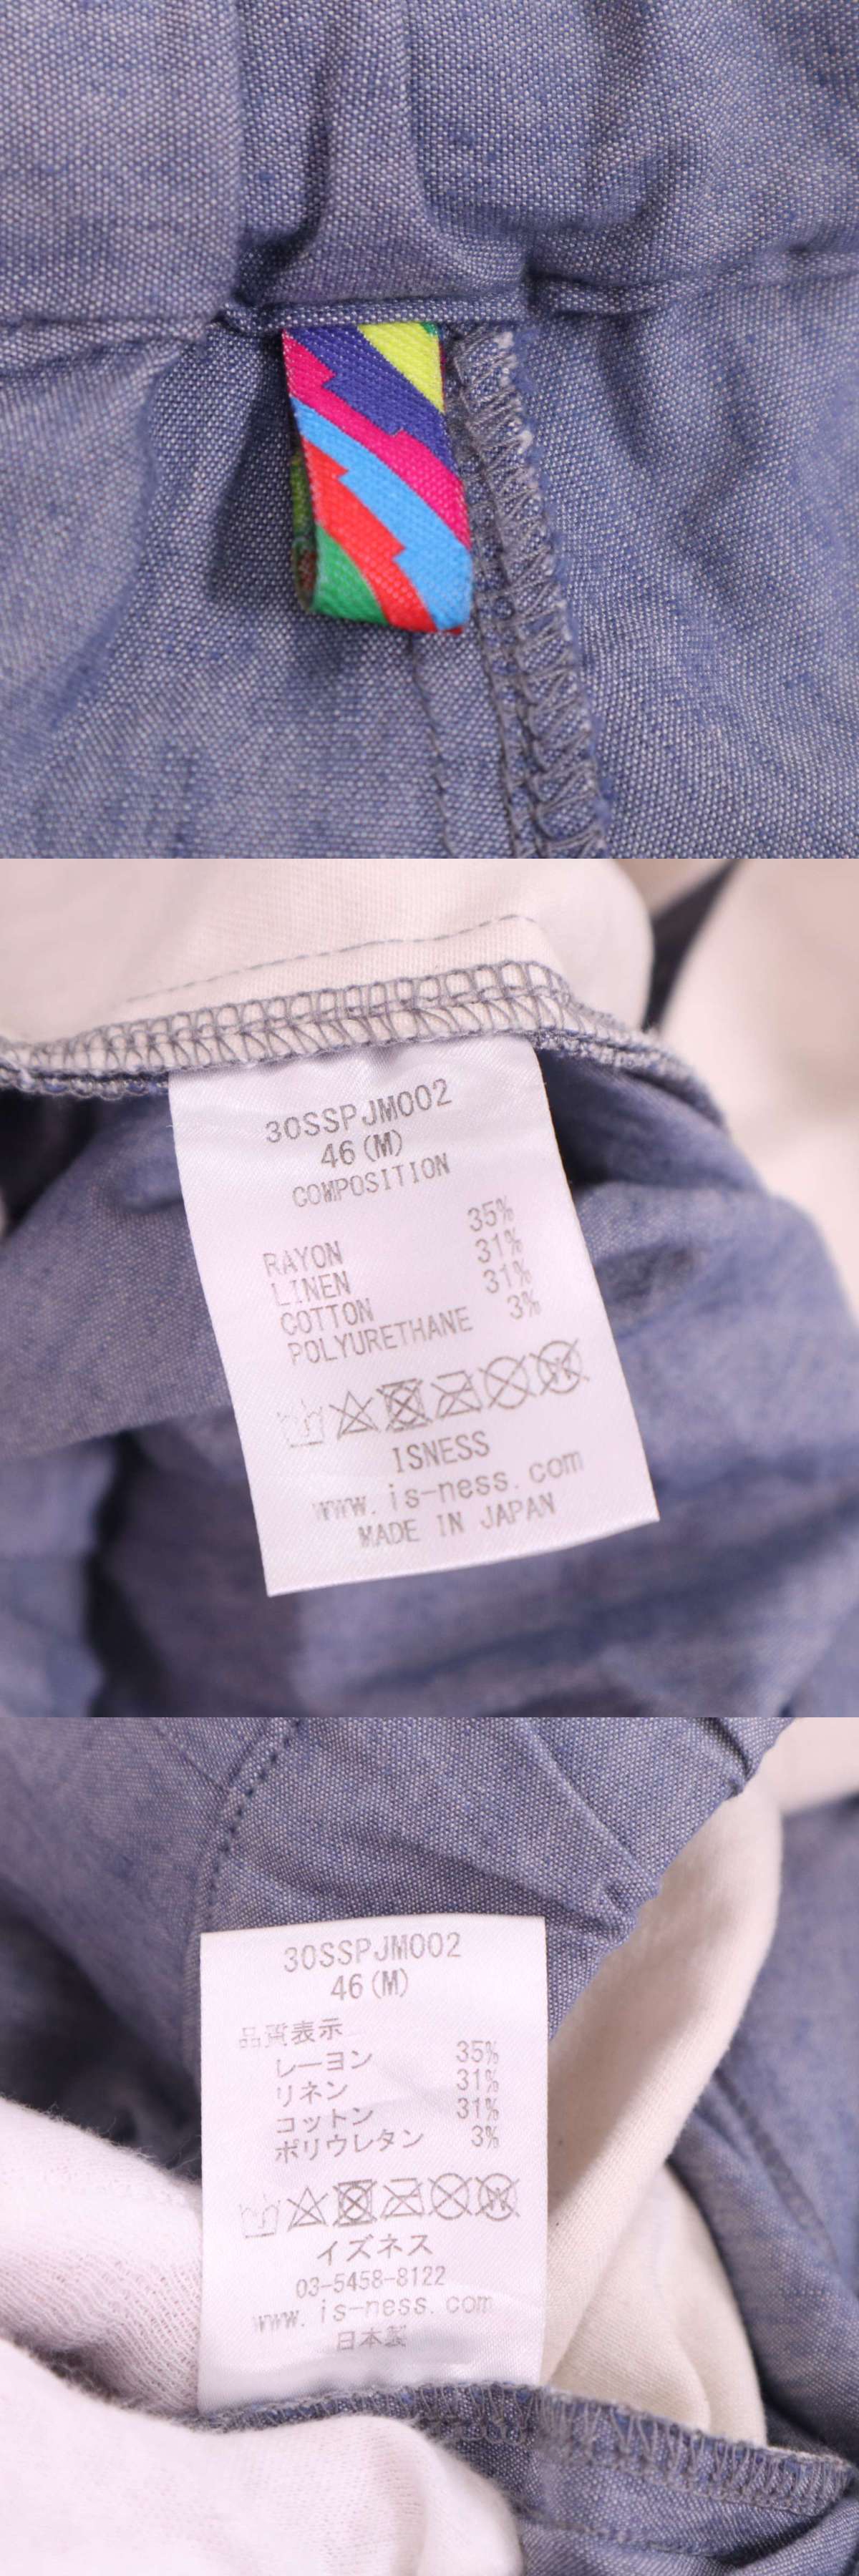 30SSPJM002
46(M)
COMPOSITION
RAYON 35%
LINEN 31%
COTTON 31%
POLYURETHANE 3%
ISNESS
www.is-ness.com
MADE IN JAPAN
30SSPJM002
46(M)
品質表示
レーヨン 35%
リネン 31%
コットン 31%
ポリウレタン 3%
イズネス
03-5458-8122
www.is-ness.com
日本製